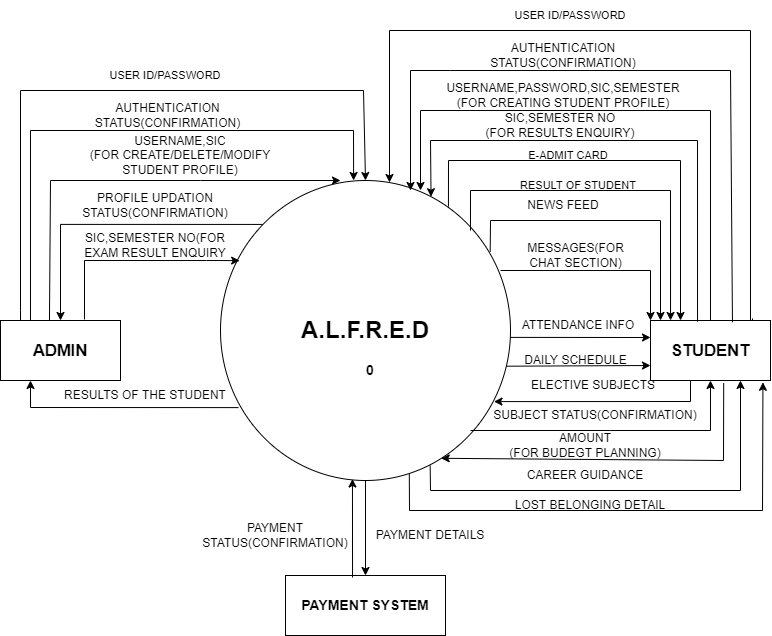 USER ID/PASSWORD
AUTHENTICATION
STATUS(CONFIRMATION)
USERNAME,SIC
(FOR CREATE/DELETE/MODIFY
STUDENT PROFILE)
PROFILE UPDATION
STATUS(CONFIRMATION)
SIC,SEMESTER NO(FOR
EXAM RESULT ENQUIRY
ADMIN
RESULTS OF THE STUDENT
A.L.F.R.E.D
0
USER ID/PASSWORD
AUTHENTICATION
STATUS(CONFIRMATION)
USERNAME,PASSWORD,SIC,SEMESTER
(FOR CREATING STUDENT PROFILE)
SIC,SEMESTER NO
(FOR RESULTS ENQUIRY)
E-ADMIT CARD
RESULT OF STUDENT
NEWS FEED
MESSAGES(FOR
CHAT SECTION)
ATTENDANCE INFO
STUDENT
DAILY SCHEDULE
ELECTIVE SUBJECTS
SUBJECT STATUS(CONFIRMATION)
AMOUNT
(FOR BUDEGT PLANNING)
CAREER GUIDANCE
LOST BELONGING DETAIL
PAYMENT
STATUS(CONFIRMATION)
PAYMENT DETAILS
PAYMENT SYSTEM